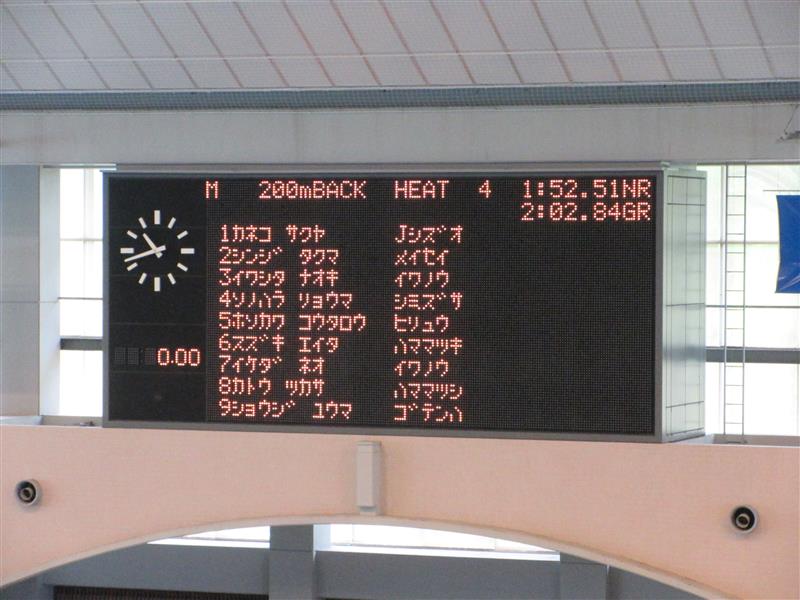 M 200mBACK HEAT 4 1:52.51NR
2:02.84GR
1カネコ サクヤ Jシズオ
2シンジ タクマ メイセイ
3イワシタ ナオキ イワノウ
4ソノハラ リョウマ シミズサ
5ホソカワ コウタロウ ヒリュウ
6スズキ エイタ ハママツキ
0.00
7イケダ ネオ イワノウ
8カトウ ツカサ ハママツシ
9ショウジ ユウマ ゴテンハ